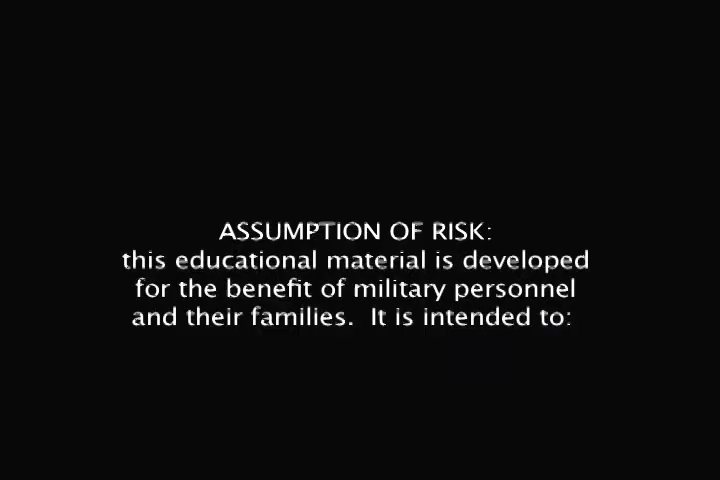 ASSUMPTION OF RISK:
this educational material is developed
for the benefit of military personnel
and their families.  It is intended to: